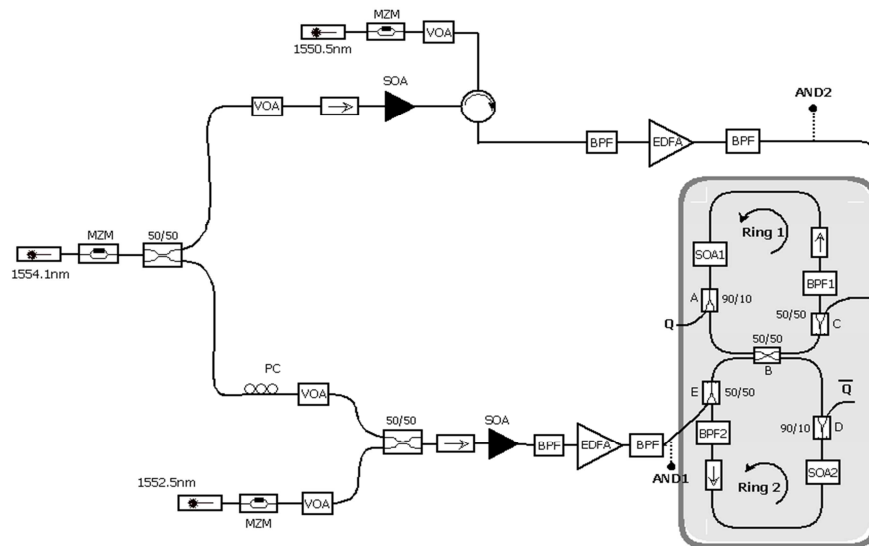 MZM
VOA
1550.5nm
SOA
VOA
AND2
BPF
EDFA
BPF
MZM
50/50
1554.1nm
Ring 1
SOA1
BPF1
A
90/10
50/50
C
Q
50/50
B
PC
VOA
E
50/50
Q̅
50/50
SOA
BPF
EDFA
BPF
BPF2
90/10
D
AND1
SOA2
Ring 2
1552.5nm
VOA
MZM